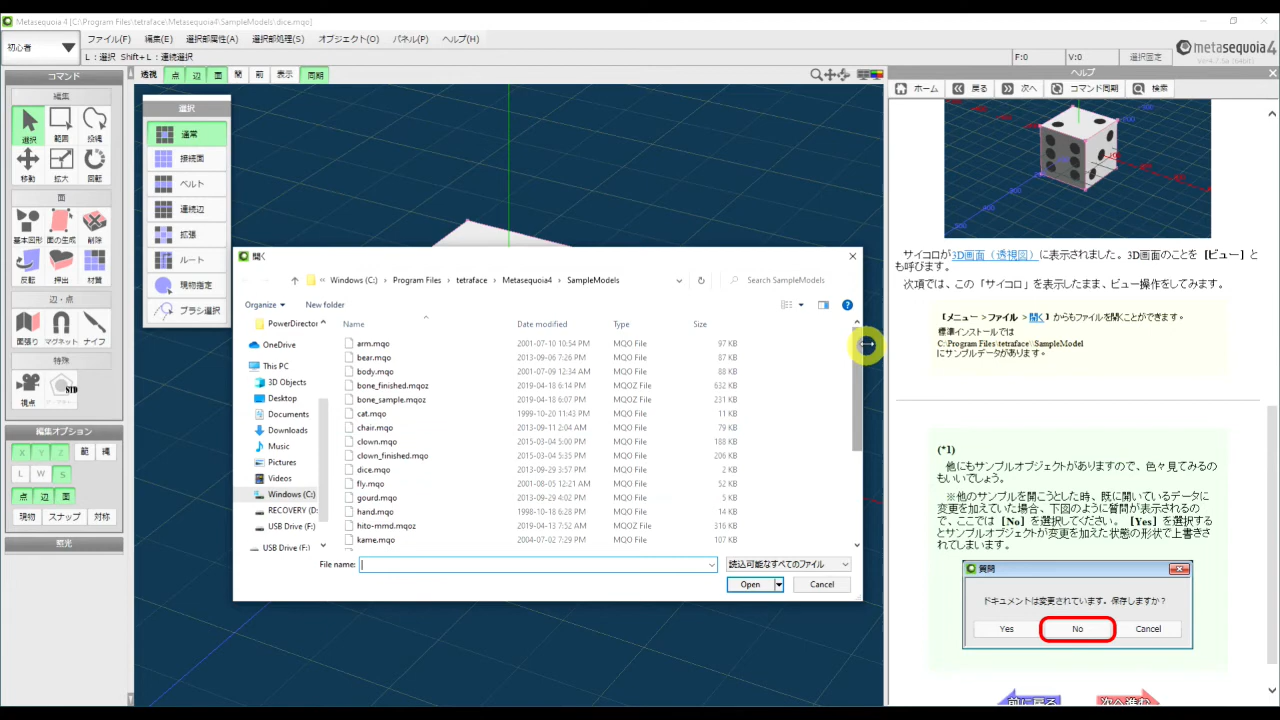 Metasequoia 4 [C:\Program Files\tetraface\Metasequoia4\SampleModels\dice.mqo]
初心者
ファイル(F) 編集(E) 選択部属性(A) 選択部処理(S) オブジェクト(O) パネル(P) ヘルプ(H)
L : 選択 Shift+L : 連続選択
F:0 V:0 選択固定
metasequoia4
コマンド
透視 点 辺 面 前 表示 同期
ヘルプ
ホーム 戻る 次へ コマンド同期 検索
編集
選択 範囲 投縄
移動 拡大 回転
面
基本図形 面の生成 削除
反転 押出 材質
辺・点
面張り マグネット ナイフ
特殊
視点
編集オプション
X Y Z 範 縄
L W S
点 辺 面
現物 スナップ 対称
照光
選択
通常
接続面
ベルト
連続辺
拡張
ルート
現物指定
ブラシ選択
開く
Windows (C:) Program Files tetraface Metasequoia4 SampleModels
Search SampleModels
Organize New folder
Name Date modified Type Size
PowerDirector
OneDrive
This PC
3D Objects
Desktop
Documents
Downloads
Music
Pictures
Videos
Windows (C:)
RECOVERY (D:
USB Drive (F:)
USB Drive (F:)
arm.mqo 2001-07-10 10:54 PM MQO File 97 KB
bear.mqo 2013-09-06 7:26 PM MQO File 87 KB
body.mqo 2001-07-09 12:34 AM MQO File 88 KB
bone_finished.mqoz 2019-04-18 6:14 PM MQOZ File 632 KB
bone_sample.mqoz 2019-04-18 6:07 PM MQOZ File 231 KB
cat.mqo 1999-10-20 11:43 PM MQO File 11 KB
chair.mqo 2013-09-11 2:04 AM MQO File 79 KB
clown.mqo 2015-03-04 5:00 PM MQO File 188 KB
clown_finished.mqo 2015-03-04 5:35 PM MQO File 206 KB
dice.mqo 2013-09-29 3:57 PM MQO File 2 KB
fly.mqo 2001-08-05 12:21 AM MQO File 52 KB
gourd.mqo 2013-09-29 4:02 PM MQO File 5 KB
hand.mqo 1998-10-18 6:28 PM MQO File 14 KB
hito-mmd.mqoz 2019-04-13 7:52 AM MQOZ File 316 KB
kame.mqo 2004-07-02 7:29 PM MQO File 107 KB
File name: 読込可能なすべてのファイル
Open Cancel
サイコロが3D画面（透視図）に表示されました。3D画面のことを［ビュー］と
も呼びます。
次項では、この「サイコロ」を表示したまま、ビュー操作をしてみます。
［メニュー＞ファイル＞開く］からもファイルを開くことができます。
標準インストールでは
C:\Program Files\tetraface\SampleModel
にサンプルデータがあります。
(*1)
他にもサンプルオブジェクトがありますので、色々見てみるの
もいいでしょう。
※他のサンプルを開こうとした時、既に開いているデータに
変更を加えていた場合、下図のように質問が表示されるの
で、ここでは［No］を選択してください。［Yes］を選択する
とサンプルオブジェクトが変更を加えた状態の形状で上書きさ
れてしまいます。
質問
ドキュメントは変更されています。保存しますか？
Yes No Cancel
前に戻る 次へ進む